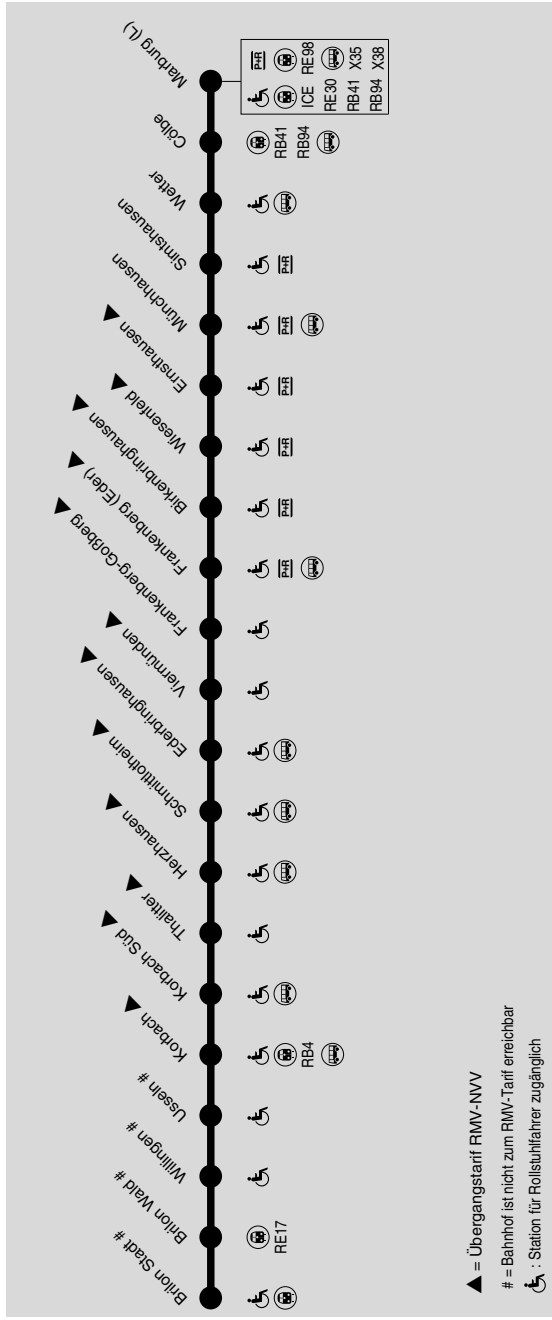 Brilon Stadt #
Brilon Wald #
Willingen #
Usseln #
Korbach ▲
Korbach Süd ▲
Thalitter ▲
Herzhausen ▲
Schmittlotheim ▲
Ederbringhausen ▲
Viermünden ▲
Frankenberg-Goßberg ▲
Frankenberg (Eder) ▲
Birkenbringhausen ▲
Wiesenfeld ▲
Ernsthausen ▲
Münchhausen
Simtshausen
Wetter
Cölbe
Marburg (L)
RE17
RB4
P+R
P+R
P+R
P+R
P+R
P+R
RB41
RB94
P+R
ICE RE98
RE30
RB41 X35
RB94 X38
▲ = Übergangstarif RMV-NVV
# = Bahnhof ist nicht zum RMV-Tarif erreichbar
: Station für Rollstuhlfahrer zugänglich